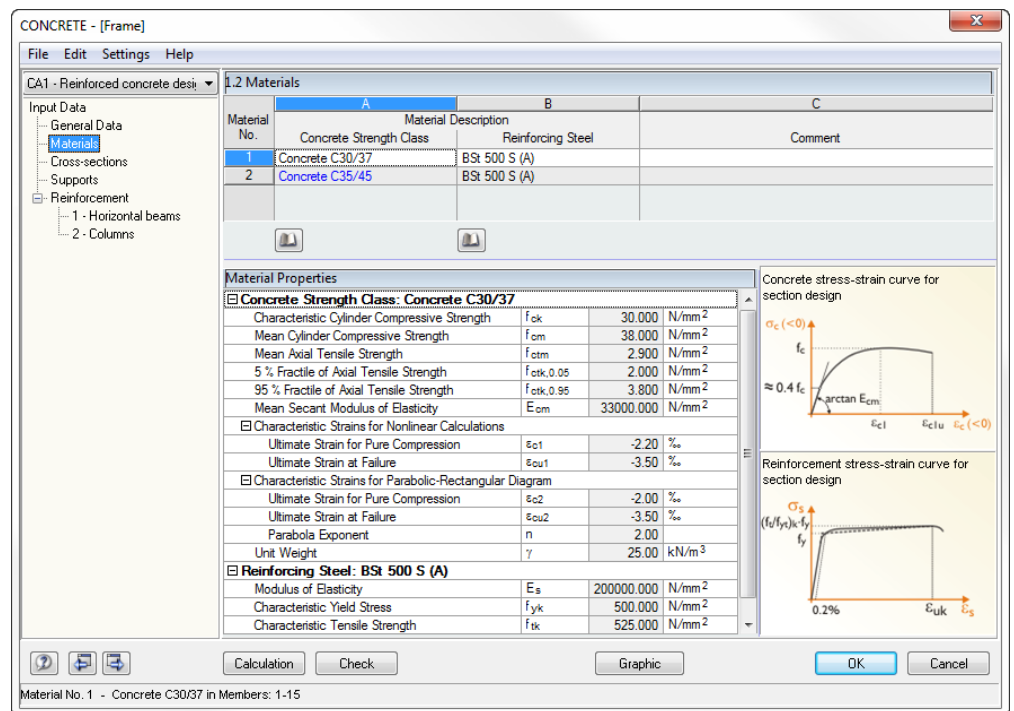 CONCRETE - [Frame]
File Edit Settings Help
CA1 - Reinforced concrete desi
Input Data
General Data
Materials
Cross-sections
Supports
Reinforcement
1 - Horizontal beams
2 - Columns
1.2 Materials
A B C
Material No. Material Description
Concrete Strength Class Reinforcing Steel Comment
1 Concrete C30/37 BSt 500 S (A)
2 Concrete C35/45 BSt 500 S (A)
Material Properties
Concrete Strength Class: Concrete C30/37
Characteristic Cylinder Compressive Strength fck 30.000 N/mm2
Mean Cylinder Compressive Strength fcm 38.000 N/mm2
Mean Axial Tensile Strength fctm 2.900 N/mm2
5 % Fractile of Axial Tensile Strength fctk,0.05 2.000 N/mm2
95 % Fractile of Axial Tensile Strength fctk,0.95 3.800 N/mm2
Mean Secant Modulus of Elasticity Ecm 33000.000 N/mm2
Characteristic Strains for Nonlinear Calculations
Ultimate Strain for Pure Compression εc1 -2.20 ‰
Ultimate Strain at Failure εcu1 -3.50 ‰
Characteristic Strains for Parabolic-Rectangular Diagram
Ultimate Strain for Pure Compression εc2 -2.00 ‰
Ultimate Strain at Failure εcu2 -3.50 ‰
Parabola Exponent n 2.00
Unit Weight γ 25.00 kN/m3
Reinforcing Steel: BSt 500 S (A)
Modulus of Elasticity Es 200000.000 N/mm2
Characteristic Yield Stress fyk 500.000 N/mm2
Characteristic Tensile Strength ftk 525.000 N/mm2
Concrete stress-strain curve for
section design
σc (<0)
fc
≈ 0.4 fc
arctan Ecm
εc1 εc1u εc (<0)
Reinforcement stress-strain curve for
section design
σs
(ft/fyt)k·fy
fy
0.2% εuk εs
Calculation Check Graphic OK Cancel
Material No. 1 - Concrete C30/37 in Members: 1-15